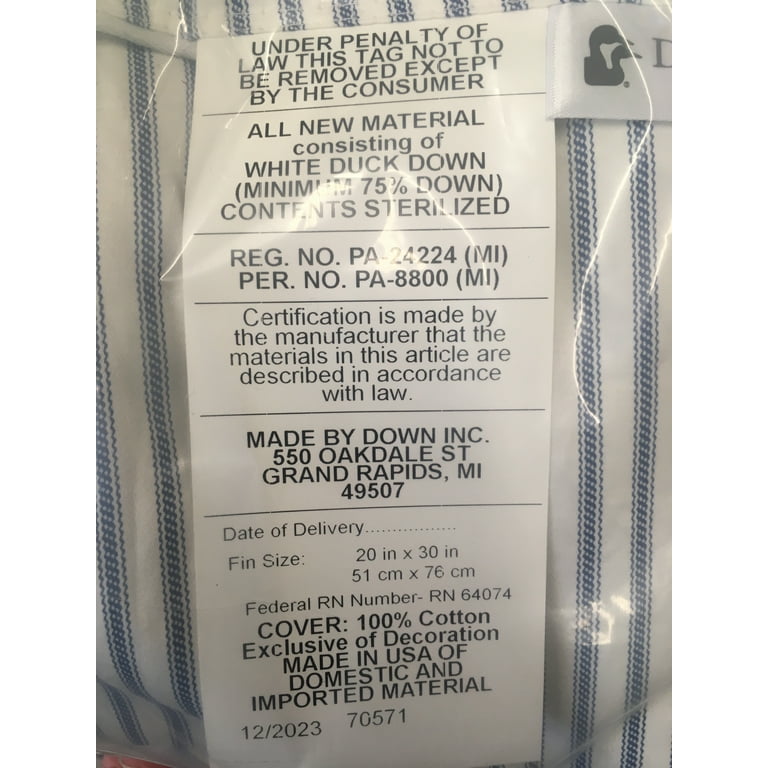 UNDER PENALTY OF
LAW THIS TAG NOT TO
BE REMOVED EXCEPT
BY THE CONSUMER
ALL NEW MATERIAL
consisting of
WHITE DUCK DOWN
(MINIMUM 75% DOWN)
CONTENTS STERILIZED
REG. NO. PA-24224 (MI)
PER. NO. PA-8800 (MI)
Certification is made by
the manufacturer that the
materials in this article are
described in accordance
with law.
MADE BY DOWN INC.
550 OAKDALE ST
GRAND RAPIDS, MI
49507
Date of Delivery..................
Fin Size: 20 in x 30 in
51 cm x 76 cm
Federal RN Number- RN 64074
COVER: 100% Cotton
Exclusive of Decoration
MADE IN USA OF
DOMESTIC AND
IMPORTED MATERIAL
12/2023 70571